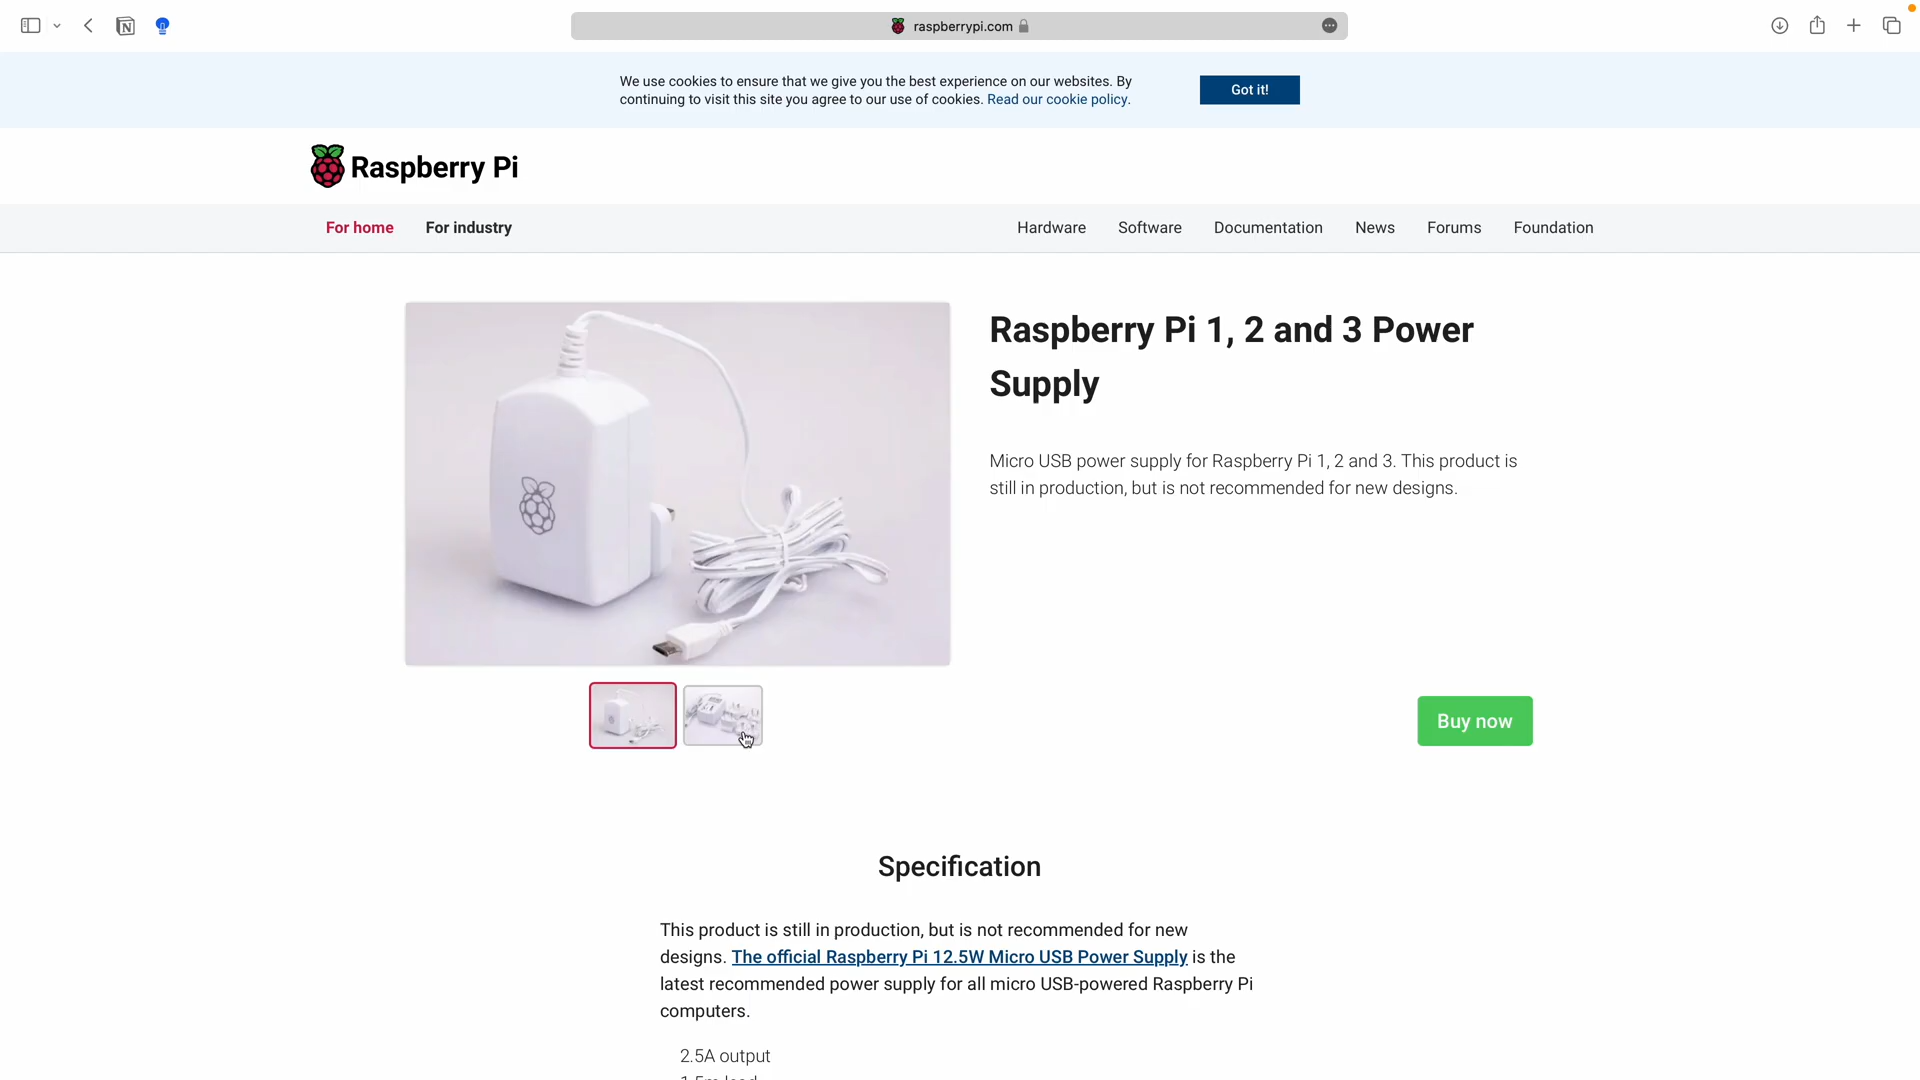 raspberrypi.com
We use cookies to ensure that we give you the best experience on our websites. By
continuing to visit this site you agree to our use of cookies. Read our cookie policy.
Got it!
Raspberry Pi
For home
For industry
Hardware
Software
Documentation
News
Forums
Foundation
Raspberry Pi 1, 2 and 3 Power
Supply
Micro USB power supply for Raspberry Pi 1, 2 and 3. This product is
still in production, but is not recommended for new designs.
Buy now
Specification
This product is still in production, but is not recommended for new
designs. The official Raspberry Pi 12.5W Micro USB Power Supply is the
latest recommended power supply for all micro USB-powered Raspberry Pi
computers.
2.5A output